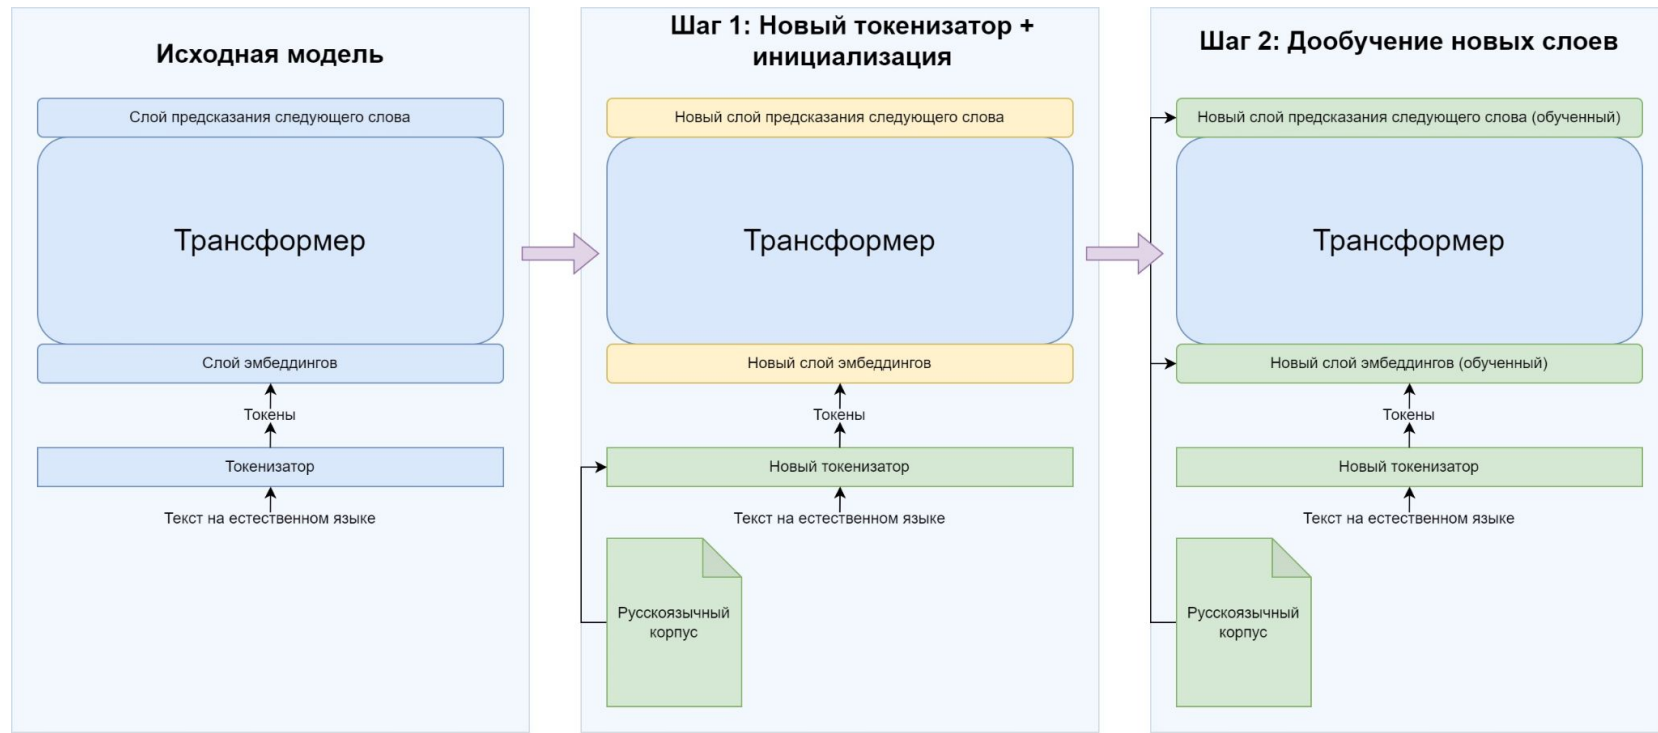 Исходная модель
Слой предсказания следующего слова
Трансформер
Слой эмбеддингов
Токены
Токенизатор
Текст на естественном языке
Шаг 1: Новый токенизатор +
инициализация
Новый слой предсказания следующего слова
Трансформер
Новый слой эмбеддингов
Токены
Новый токенизатор
Текст на естественном языке
Русскоязычный
корпус
Шаг 2: Дообучение новых слоев
Новый слой предсказания следующего слова (обученный)
Трансформер
Новый слой эмбеддингов (обученный)
Токены
Новый токенизатор
Текст на естественном языке
Русскоязычный
корпус